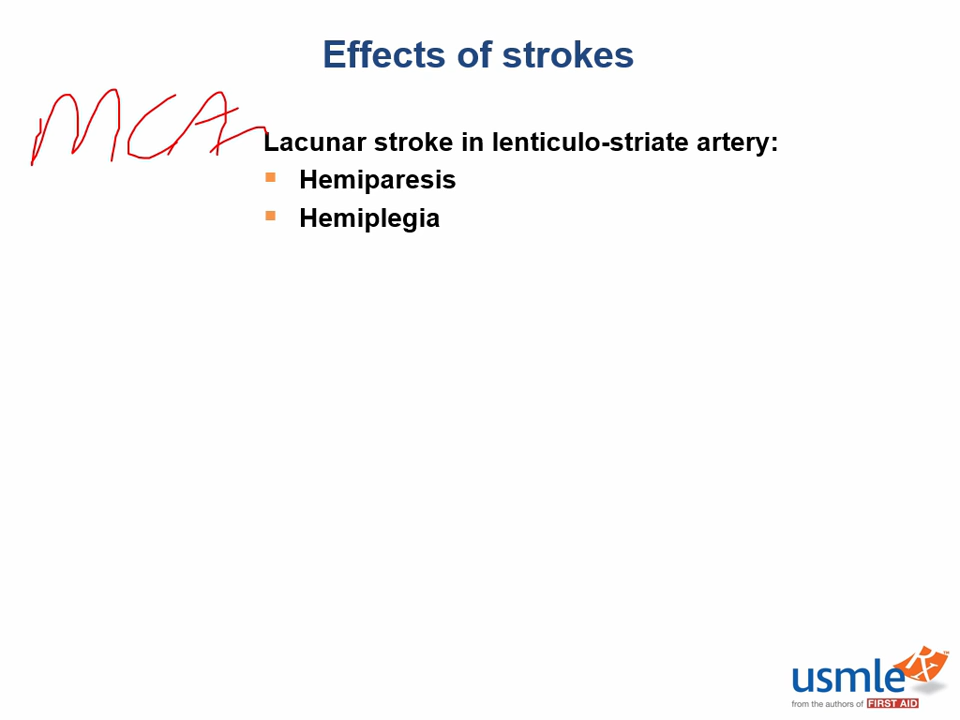 Effects of strokes
MCA
Lacunar stroke in lenticulo-striate artery:
Hemiparesis
Hemiplegia
usmle Rx™
from the authors of FIRST AID